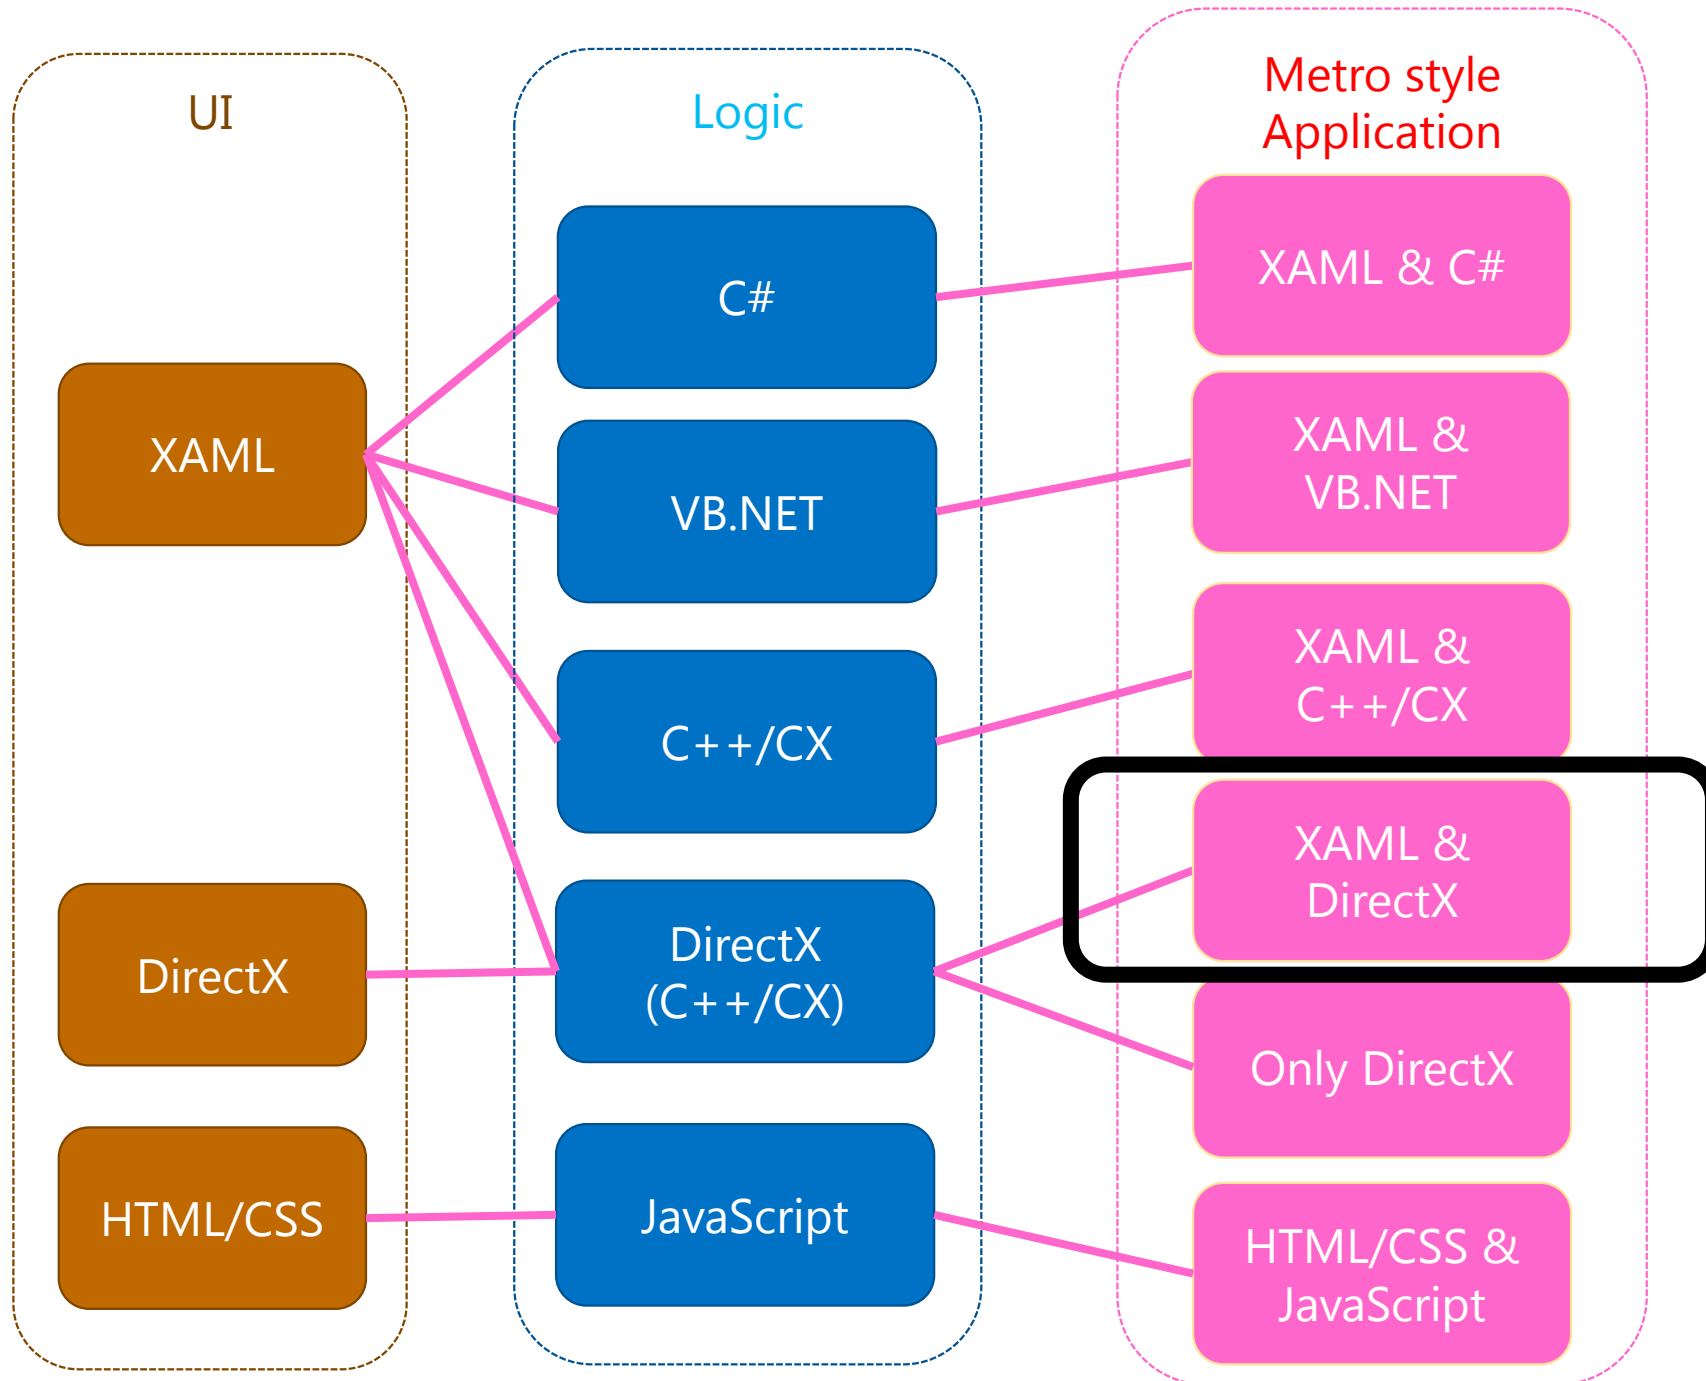 UI
XAML
DirectX
HTML/CSS
Logic
C#
VB.NET
C++/CX
DirectX
(C++/CX)
JavaScript
Metro style
Application
XAML & C#
XAML &
VB.NET
XAML &
C++/CX
XAML &
DirectX
Only DirectX
HTML/CSS &
JavaScript